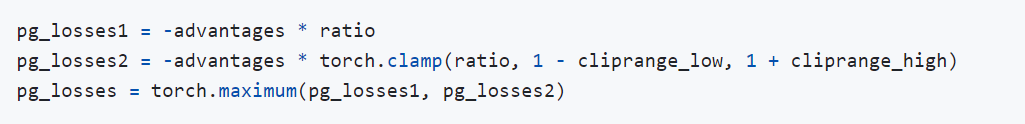 pg_losses1 = -advantages * ratio
pg_losses2 = -advantages * torch.clamp(ratio, 1 - cliprange_low, 1 + cliprange_high)
pg_losses = torch.maximum(pg_losses1, pg_losses2)